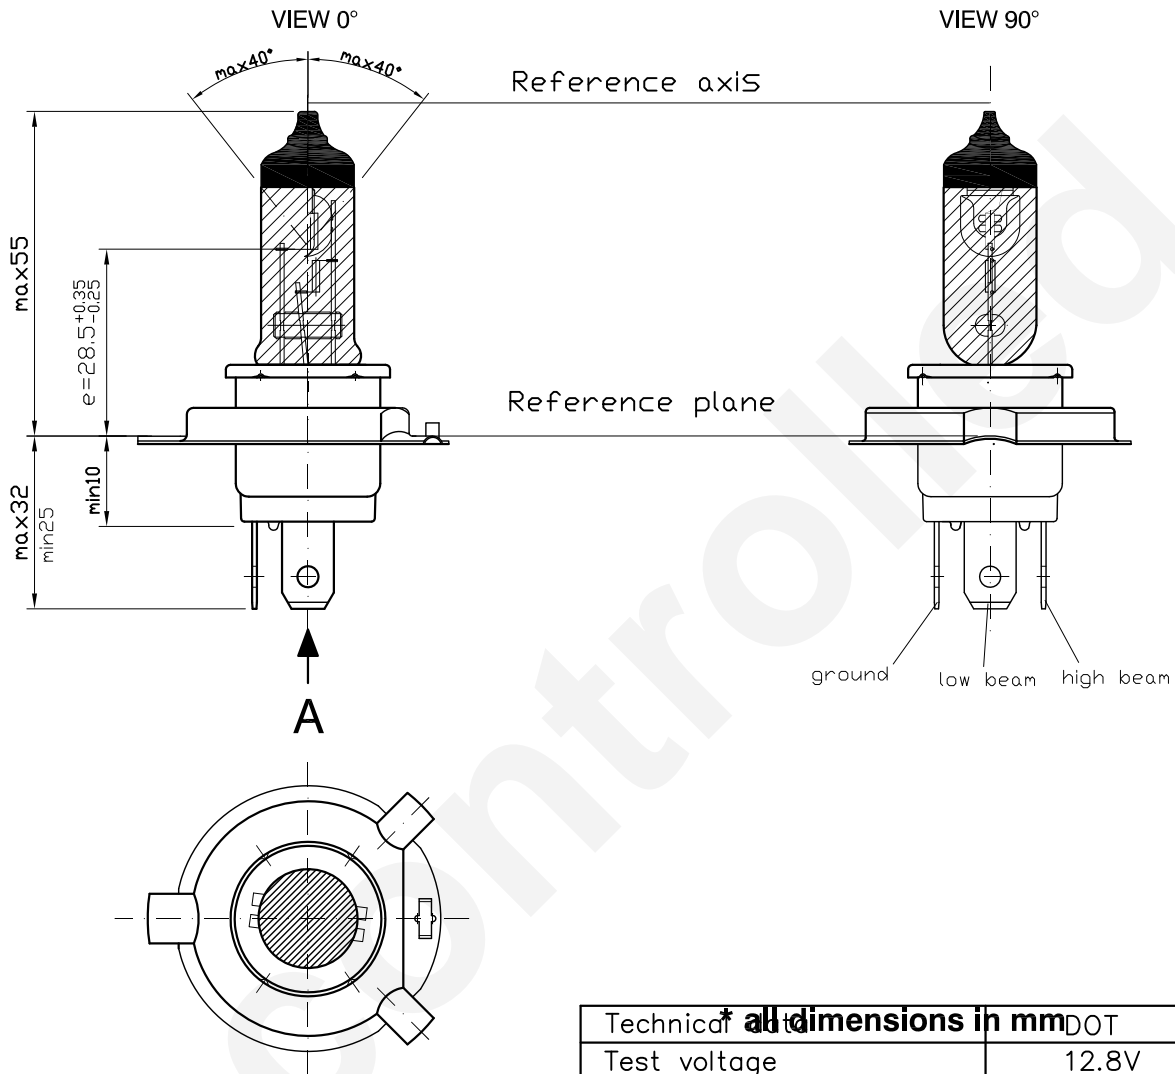 VIEW 0°
VIEW 90°
max40°
max40°
Reference axis
max55
e=28.5 +0.35 -0.25
Reference plane
min10
max32
min25
ground
low beam
high beam
A
* all dimensions in mm
Technical data DOT
Test voltage 12.8V
ontrolled